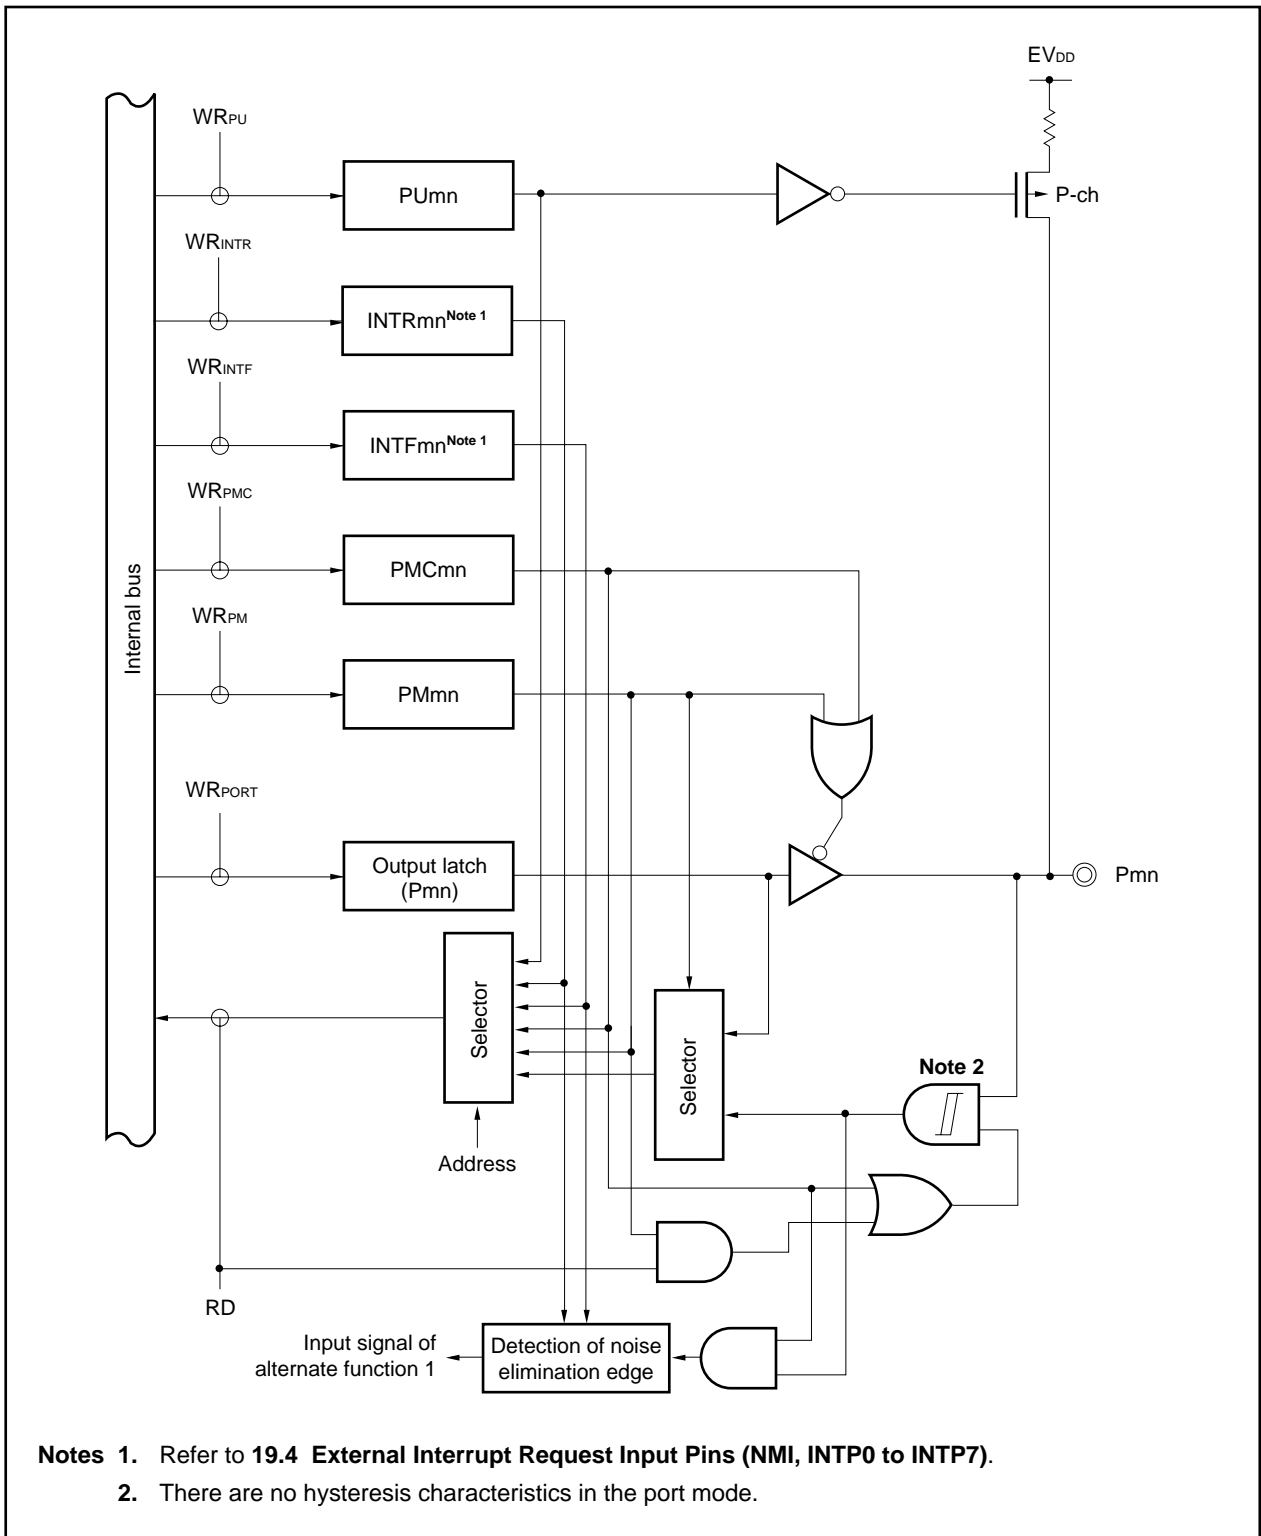 EVDD
WRPU
PUmn
P-ch
WRINTR
INTRmnNote 1
WRINTF
INTFmnNote 1
WRPMC
PMCmn
Internal bus
WRPM
PMmn
WRPORT
Output latch
(Pmn)
Pmn
Selector
Selector
Note 2
Address
RD
Input signal of
alternate function 1
Detection of noise
elimination edge
Notes 1. Refer to 19.4 External Interrupt Request Input Pins (NMI, INTP0 to INTP7).
2. There are no hysteresis characteristics in the port mode.